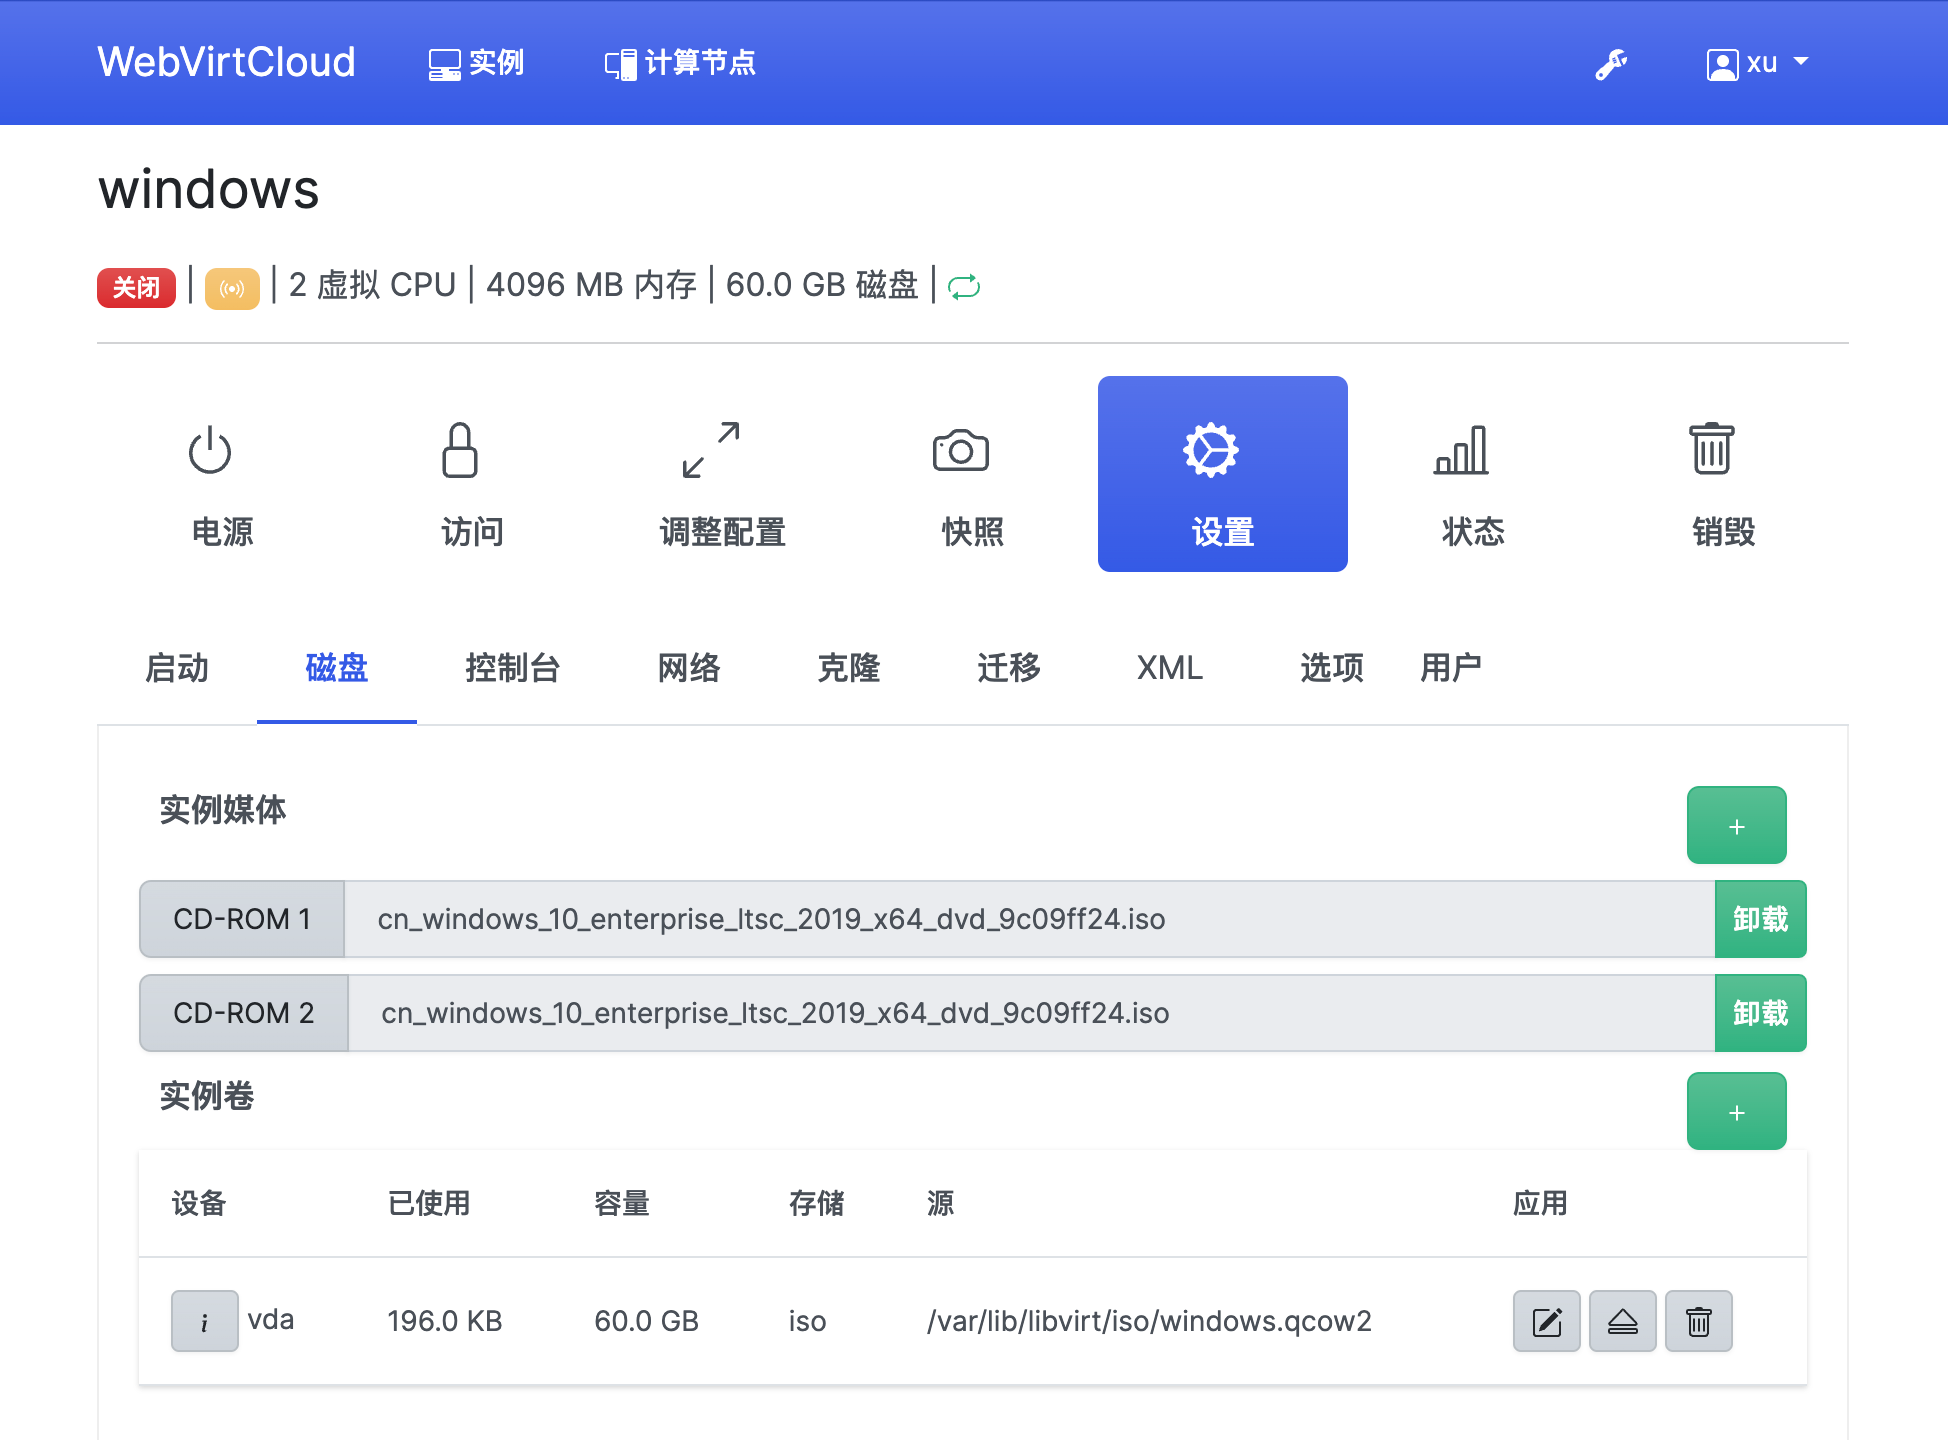 WebVirtCloud 实例 计算节点 xu
windows
关闭 | | 2 虚拟 CPU | 4096 MB 内存 | 60.0 GB 磁盘 |
电源 访问 调整配置 快照 设置 状态 销毁
启动 磁盘 控制台 网络 克隆 迁移 XML 选项 用户
实例媒体 +
CD-ROM 1 cn_windows_10_enterprise_ltsc_2019_x64_dvd_9c09ff24.iso 卸载
CD-ROM 2 cn_windows_10_enterprise_ltsc_2019_x64_dvd_9c09ff24.iso 卸载
实例卷 +
设备 已使用 容量 存储 源 应用
i vda 196.0 KB 60.0 GB iso /var/lib/libvirt/iso/windows.qcow2